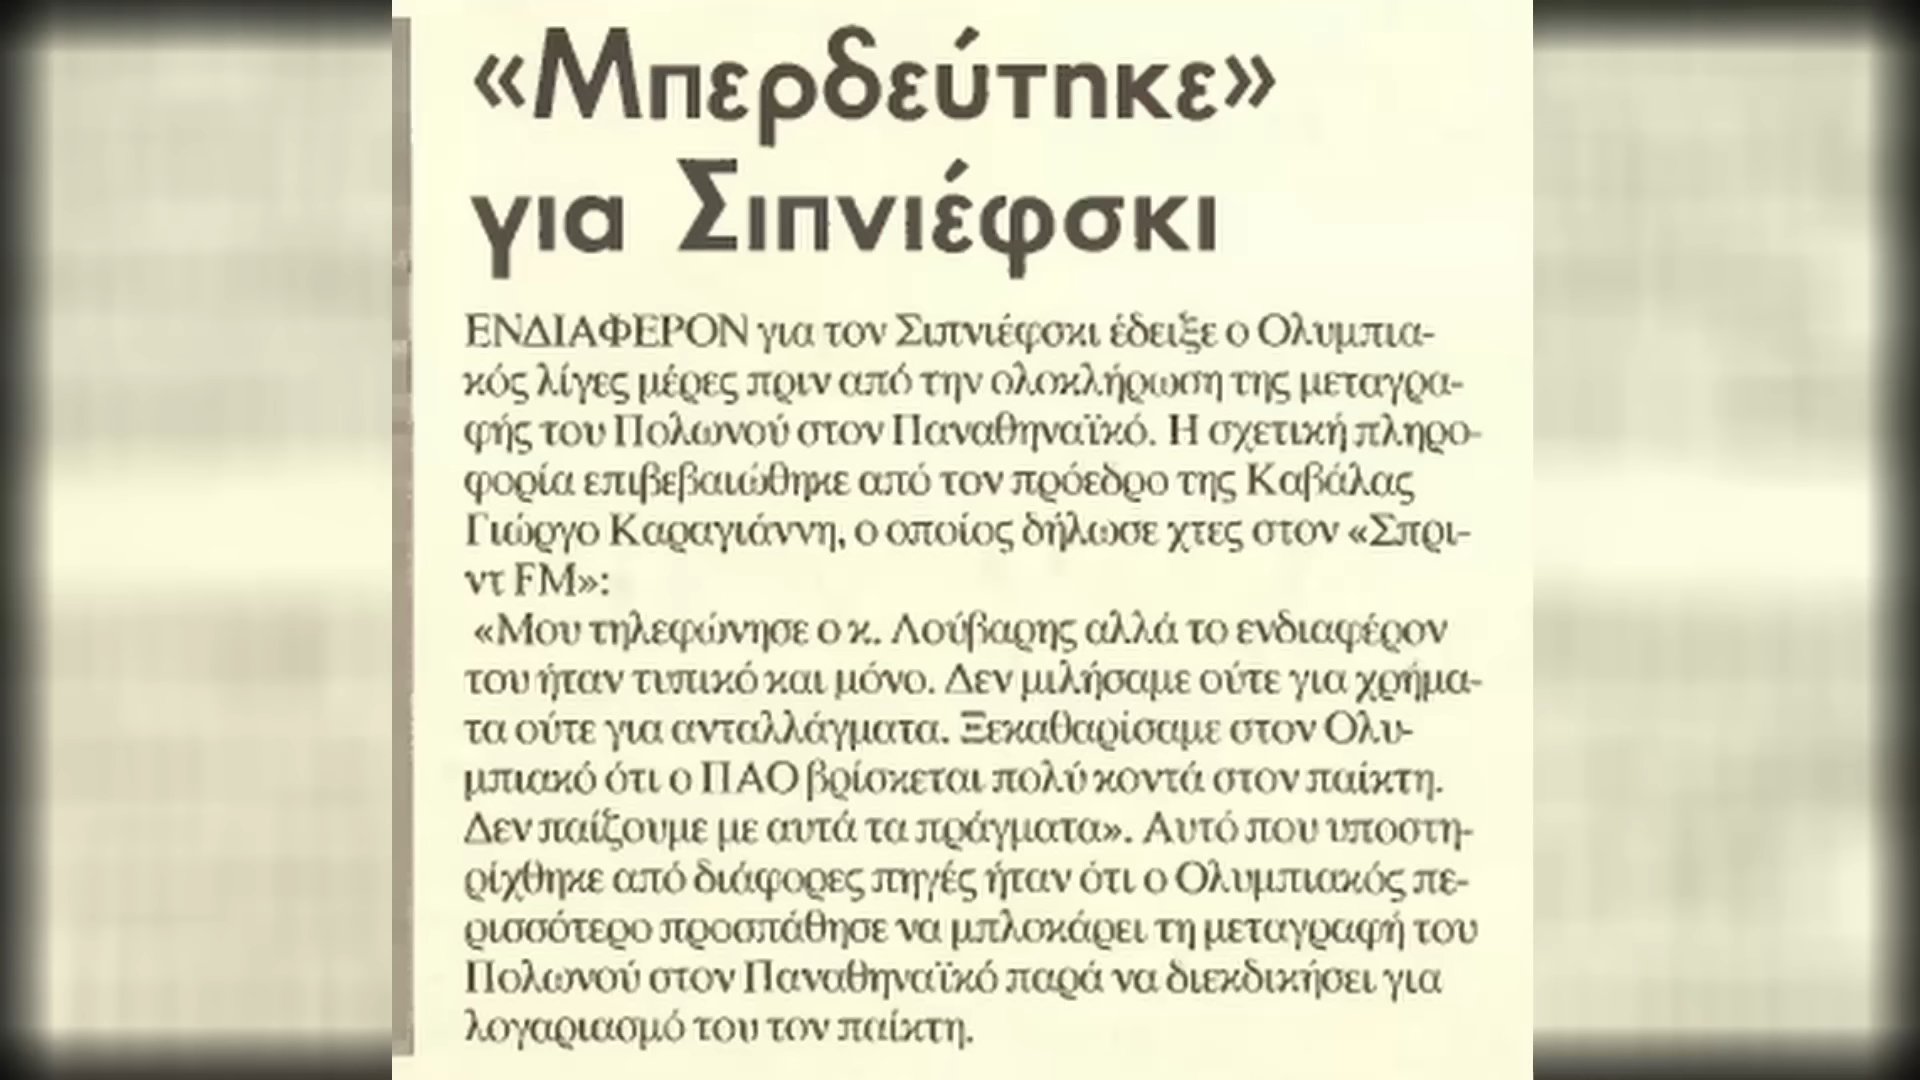 «Μπερδεύτηκε»
για Σιπνιέφσκι
ΕΝΔΙΑΦΕΡΟΝ για τον Σιπνιέφσκι έδειξε ο Ολυμπια-
κός λίγες μέρες πριν από την ολοκλήρωση της μεταγρα-
φής του Πολωνού στον Παναθηναϊκό. Η σχετική πληρο-
φορία επιβεβαιώθηκε από τον πρόεδρο της Καβάλας
Γιώργο Καραγιάννη, ο οποίος δήλωσε χτες στον «Σπρι-
ντ FM»:
«Μου τηλεφώνησε ο κ. Λούβαρης αλλά το ενδιαφέρον
του ήταν τυπικό και μόνο. Δεν μιλήσαμε ούτε για χρήμα-
τα ούτε για ανταλλάγματα. Ξεκαθαρίσαμε στον Ολυ-
μπιακό ότι ο ΠΑΟ βρίσκεται πολύ κοντά στον παίκτη.
Δεν παίζουμε με αυτά τα πράγματα». Αυτό που υποστη-
ρίχθηκε από διάφορες πηγές ήταν ότι ο Ολυμπιακός πε-
ρισσότερο προσπάθησε να μπλοκάρει τη μεταγραφή του
Πολωνού στον Παναθηναϊκό παρά να διεκδικήσει για
λογαριασμό του τον παίκτη.